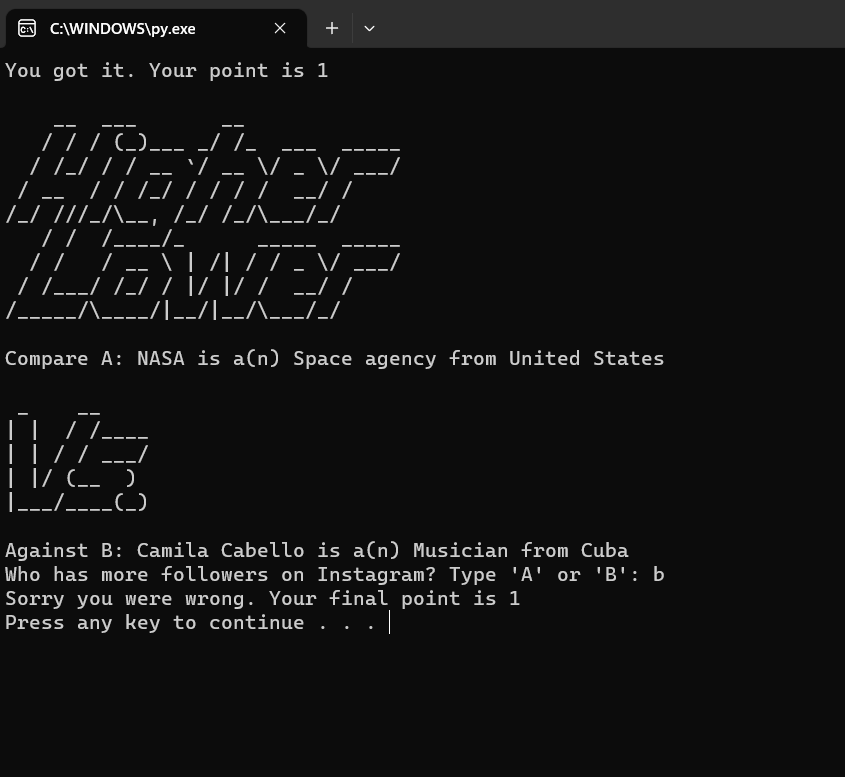 C:\WINDOWS\py.exe
You got it. Your point is 1
    __  ___       __
   / / / (_)___ _/ /_  ___  _____
  / /_/ / / __ `/ __ \/ _ \/ ___/
 / __  / / /_/ / / / /  __/ /
/_/ ///_/\__, /_/ /_/\___/_/
   / /  /____/_      _____  _____
  / /   / __ \ | /| / / _ \/ ___/
 / /___/ /_/ / |/ |/ /  __/ /
/_____/\____/|__/|__/\___/_/
Compare A: NASA is a(n) Space agency from United States
 _    __
| |  / /____
| | / / ___/
| |/ (__  )
|___/____(_)
Against B: Camila Cabello is a(n) Musician from Cuba
Who has more followers on Instagram? Type 'A' or 'B': b
Sorry you were wrong. Your final point is 1
Press any key to continue . . .